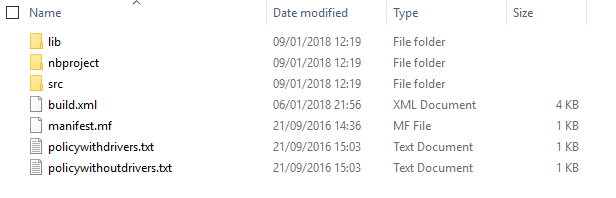 Name Date modified Type Size
lib 09/01/2018 12:19 File folder
nbproject 09/01/2018 12:19 File folder
src 09/01/2018 12:19 File folder
build.xml 06/01/2018 21:56 XML Document 4 KB
manifest.mf 21/09/2016 14:36 MF File 1 KB
policywithdrivers.txt 21/09/2016 15:03 Text Document 1 KB
policywithoutdrivers.txt 21/09/2016 15:03 Text Document 1 KB